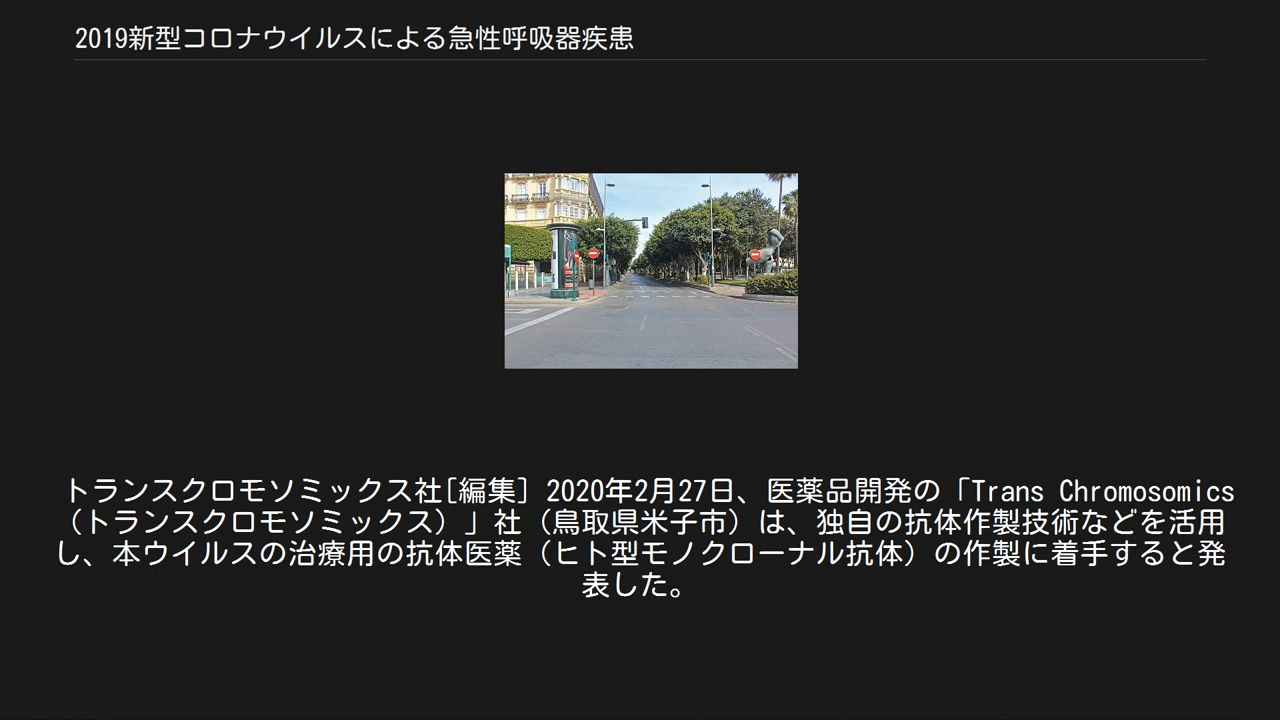 2019新型コロナウイルスによる急性呼吸器疾患
トランスクロモソミックス社[編集] 2020年2月27日、医薬品開発の「Trans Chromosomics
（トランスクロモソミックス）」社（鳥取県米子市）は、独自の抗体作製技術などを活用
し、本ウイルスの治療用の抗体医薬（ヒト型モノクローナル抗体）の作製に着手すると発
表した。